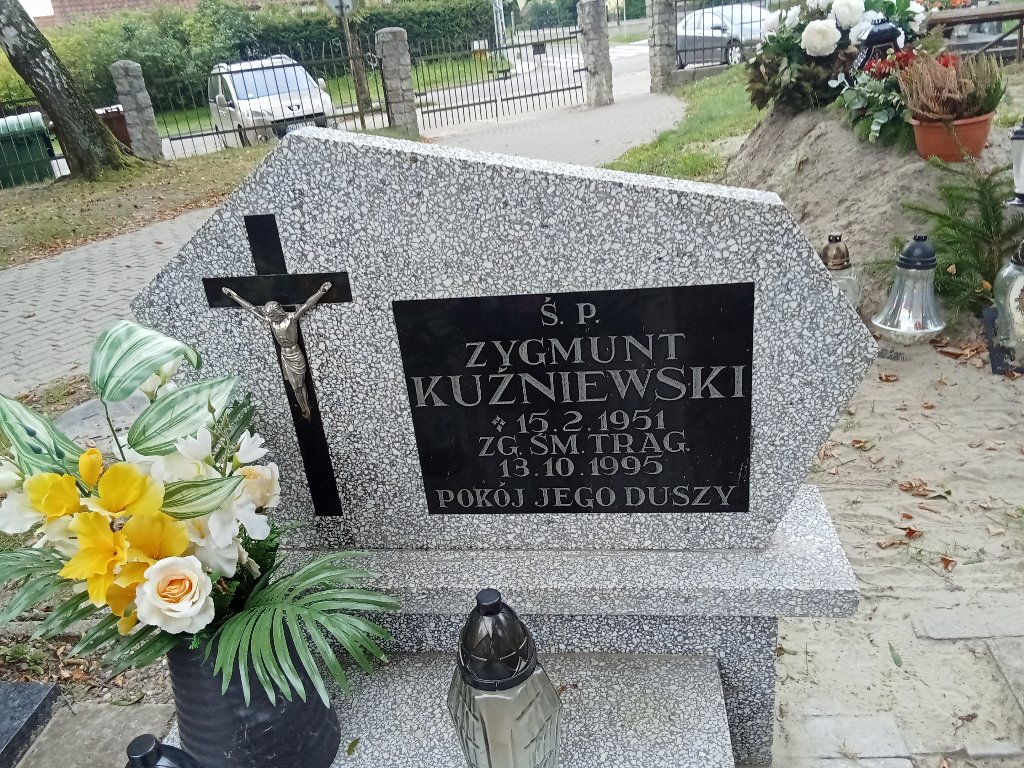 Ś. P.
ZYGMUNT
KUŹNIEWSKI
15. 2. 1951
ZG. ŚM. TRAG.
13. 10. 1995
POKÓJ JEGO DUSZY